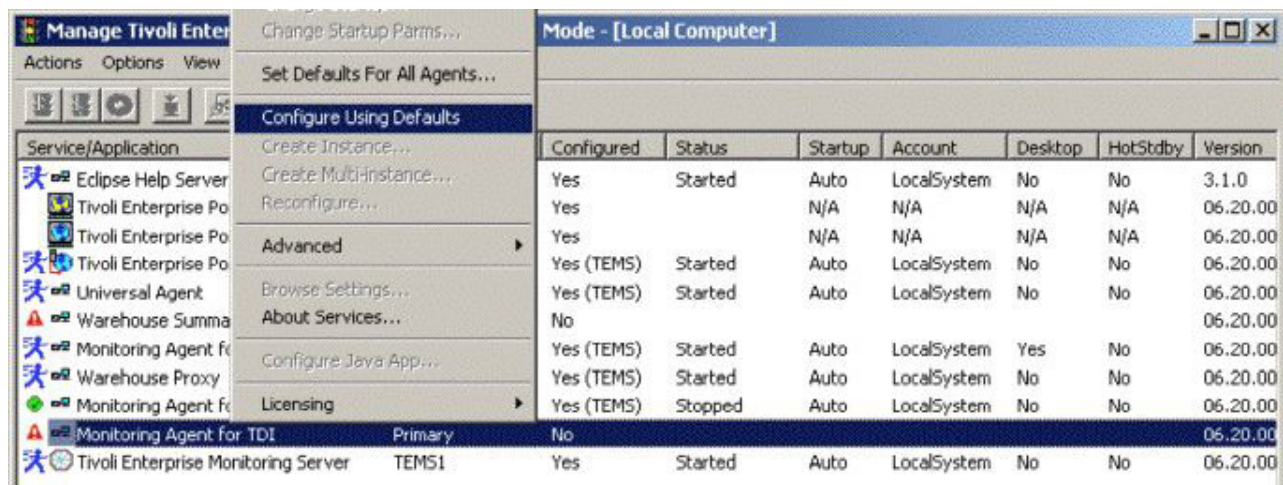 Manage Tivoli Enter Mode - [Local Computer]
Change Startup Parms...
Actions Options View
Set Defaults For All Agents...
Configure Using Defaults
Create Instance...
Create Multi-Instance...
Reconfigure...
Advanced
Browse Settings...
About Services...
Configure Java App...
Licensing
Service/Application Configured Status Startup Account Desktop HotStdby Version
Eclipse Help Server Yes Started Auto LocalSystem No No 3.1.0
Tivoli Enterprise Po Yes N/A N/A N/A N/A 06.20.00
Tivoli Enterprise Po Yes N/A N/A N/A N/A 06.20.00
Tivoli Enterprise Po Yes (TEMS) Started Auto LocalSystem No No 06.20.00
Universal Agent Yes (TEMS) Started Auto LocalSystem No No 06.20.00
Warehouse Summa No 06.20.00
Monitoring Agent fo Yes (TEMS) Started Auto LocalSystem Yes No 06.20.00
Warehouse Proxy Yes (TEMS) Started Auto LocalSystem No No 06.20.00
Monitoring Agent fo Yes (TEMS) Stopped Auto LocalSystem No No 06.20.00
Monitoring Agent for TDI Primary No 06.20.00
Tivoli Enterprise Monitoring Server TEMS1 Yes Started Auto LocalSystem No No 06.20.00